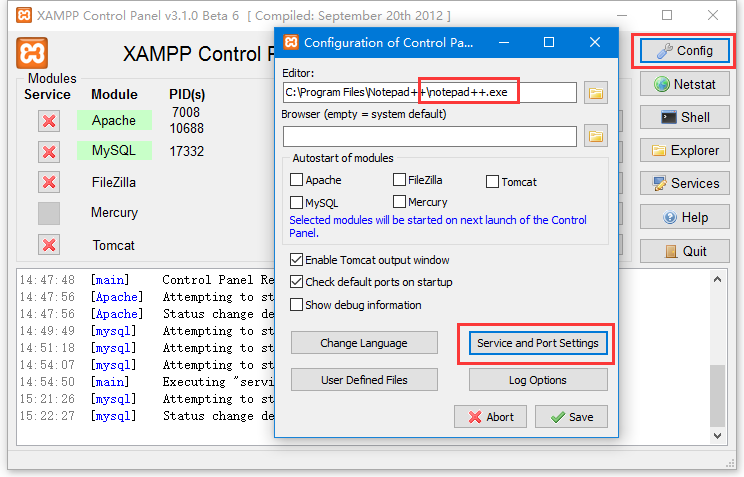 XAMPP Control Panel v3.1.0 Beta 6 [ Compiled: September 20th 2012 ]
XAMPP Control P
Config
Netstat
Shell
Explorer
Services
Help
Quit
Modules
Service Module PID(s)
Apache 7008
10688
MySQL 17332
FileZilla
Mercury
Tomcat
Configuration of Control Pa...
Editor:
C:\Program Files\Notepad++\notepad++.exe
Browser (empty = system default)
Autostart of modules
Apache FileZilla Tomcat
MySQL Mercury
Selected modules will be started on next launch of the Control
Panel.
Enable Tomcat output window
Check default ports on startup
Show debug information
Change Language Service and Port Settings
User Defined Files Log Options
Abort Save
14:47:48 [main] Control Panel Re
14:47:56 [Apache] Attempting to st
14:47:56 [Apache] Status change de
14:49:49 [mysql] Attempting to st
14:51:18 [mysql] Attempting to st
14:54:07 [mysql] Attempting to st
14:54:50 [main] Executing "servi
15:21:26 [mysql] Attempting to st
15:22:27 [mysql] Status change de